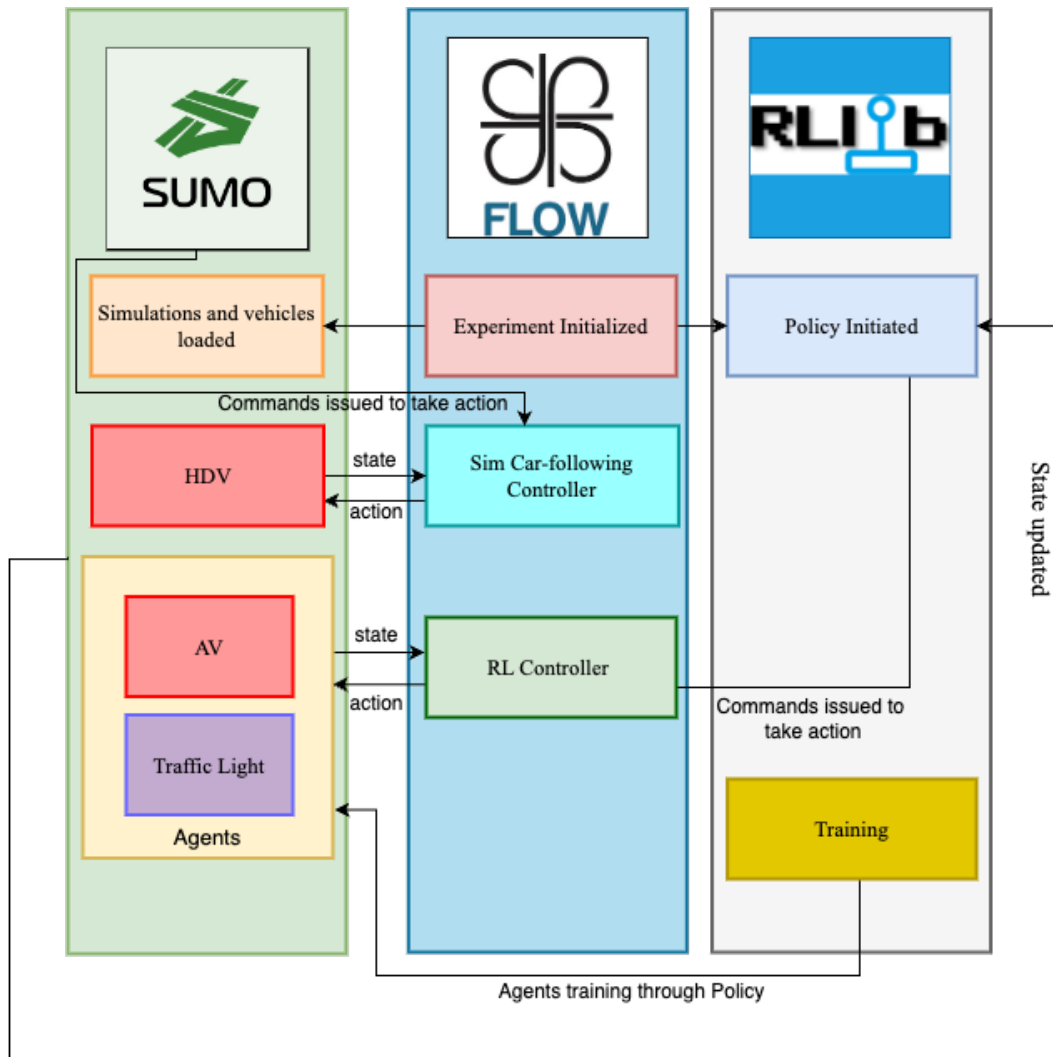 SUMO
FLOW
RLlib
Simulations and vehicles
loaded
Experiment Initialized
Policy Initiated
Commands issued to take action
HDV
state
action
Sim Car-following
Controller
State updated
AV
state
action
RL Controller
Commands issued to
take action
Traffic Light
Agents
Training
Agents training through Policy